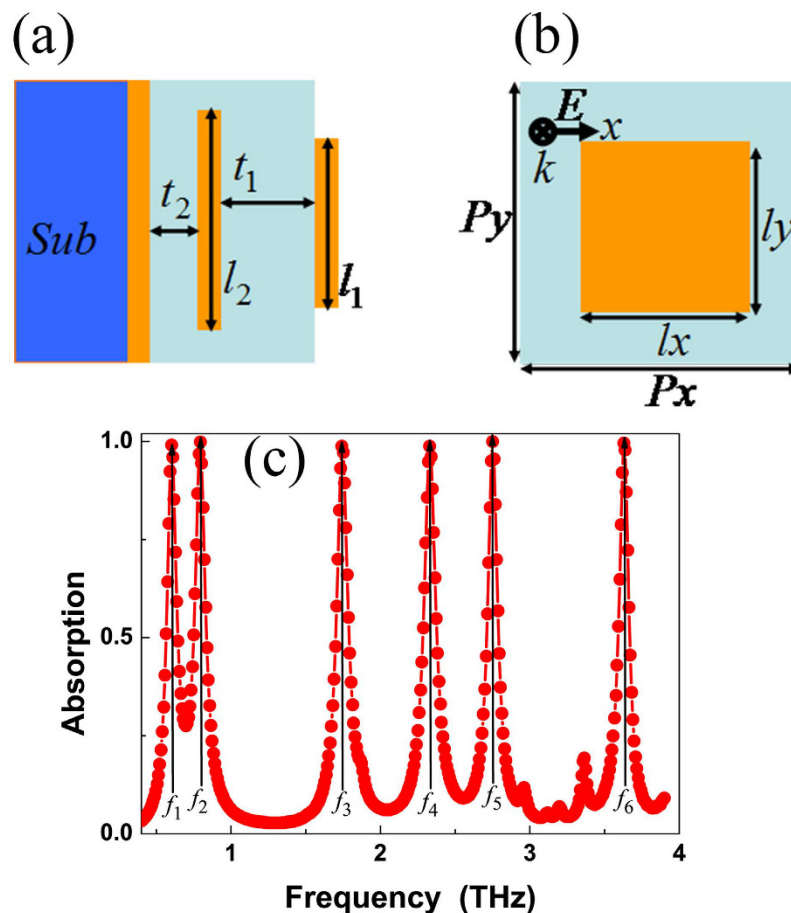 (a)
Sub
t2
l2
t1
l1
(b)
E
x
k
Py
ly
lx
Px
(c)
Absorption
1.0
0.5
0.0
f1
f2
f3
f4
f5
f6
1
2
3
4
Frequency (THz)